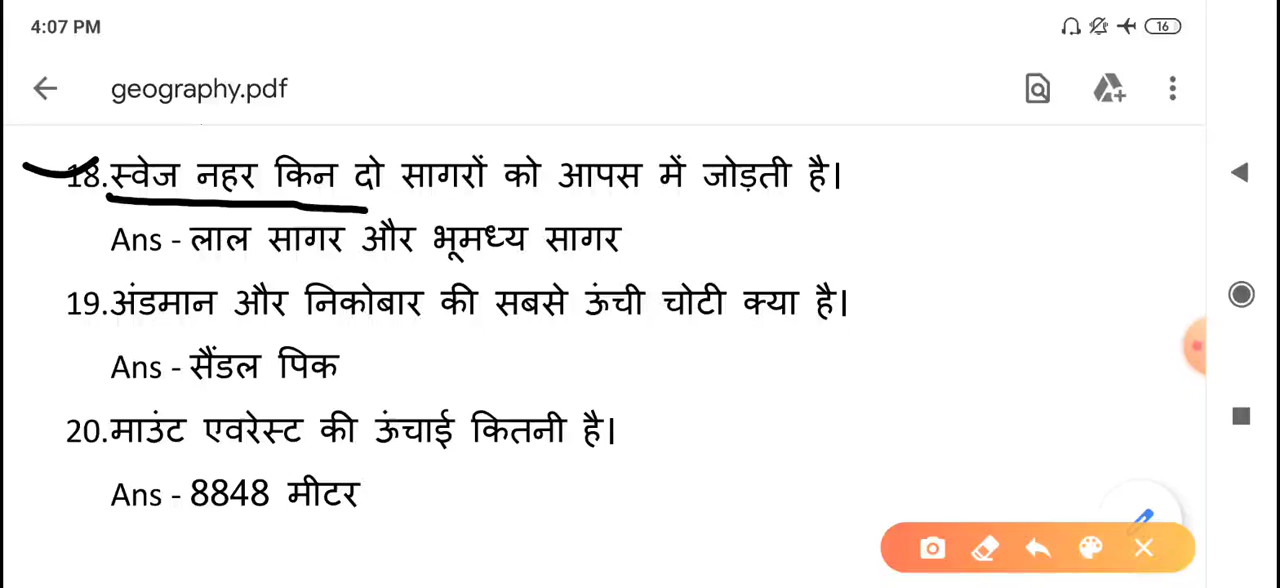 4:07 PM
16
geography.pdf
18.स्वेज नहर किन दो सागरों को आपस में जोड़ती है।
Ans - लाल सागर और भूमध्य सागर
19.अंडमान और निकोबार की सबसे ऊंची चोटी क्या है।
Ans - सैंडल पिक
20.माउंट एवरेस्ट की ऊंचाई कितनी है।
Ans - 8848 मीटर